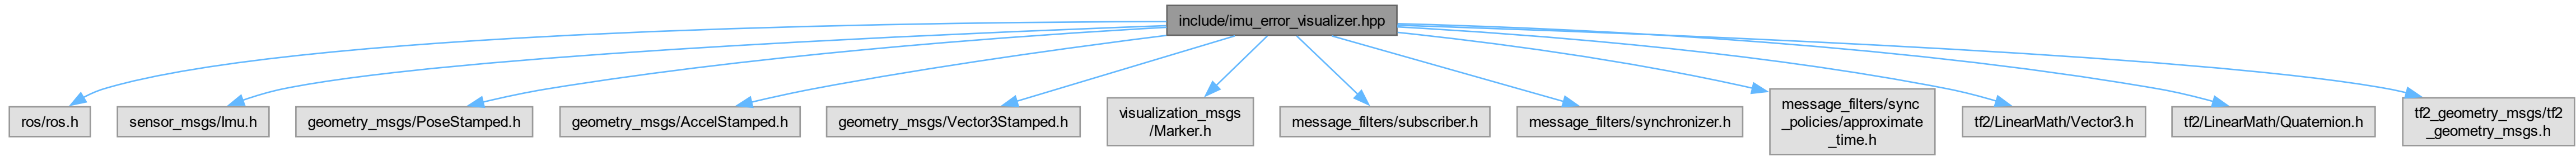 include/imu_error_visualizer.hpp
ros/ros.h
sensor_msgs/Imu.h
geometry_msgs/PoseStamped.h
geometry_msgs/AccelStamped.h
geometry_msgs/Vector3Stamped.h
visualization_msgs
/Marker.h
message_filters/subscriber.h
message_filters/synchronizer.h
message_filters/sync
_policies/approximate
_time.h
tf2/LinearMath/Vector3.h
tf2/LinearMath/Quaternion.h
tf2_geometry_msgs/tf2
_geometry_msgs.h